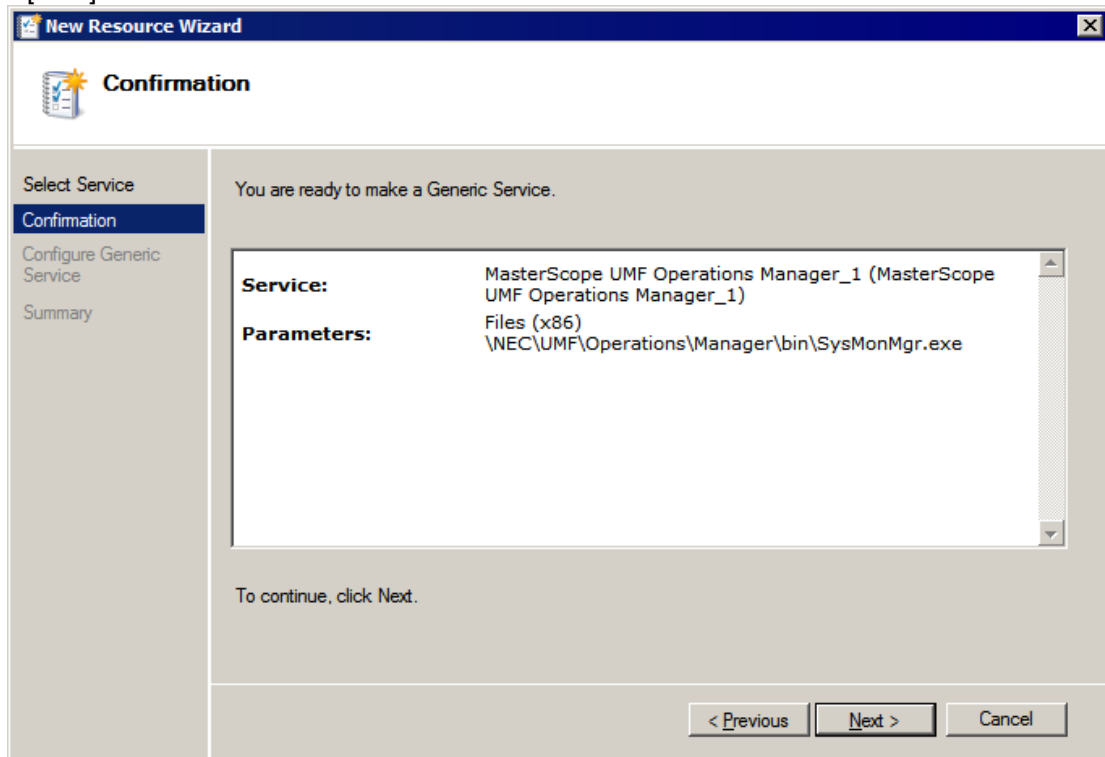 New Resource Wizard
Confirmation
Select Service
Confirmation
Configure Generic
Service
Summary
You are ready to make a Generic Service.
Service:
MasterScope UMF Operations Manager_1 (MasterScope
UMF Operations Manager_1)
Parameters:
Files (x86)
\NEC\UMF\Operations\Manager\bin\SysMonMgr.exe
To continue, click Next.
< Previous
Next >
Cancel